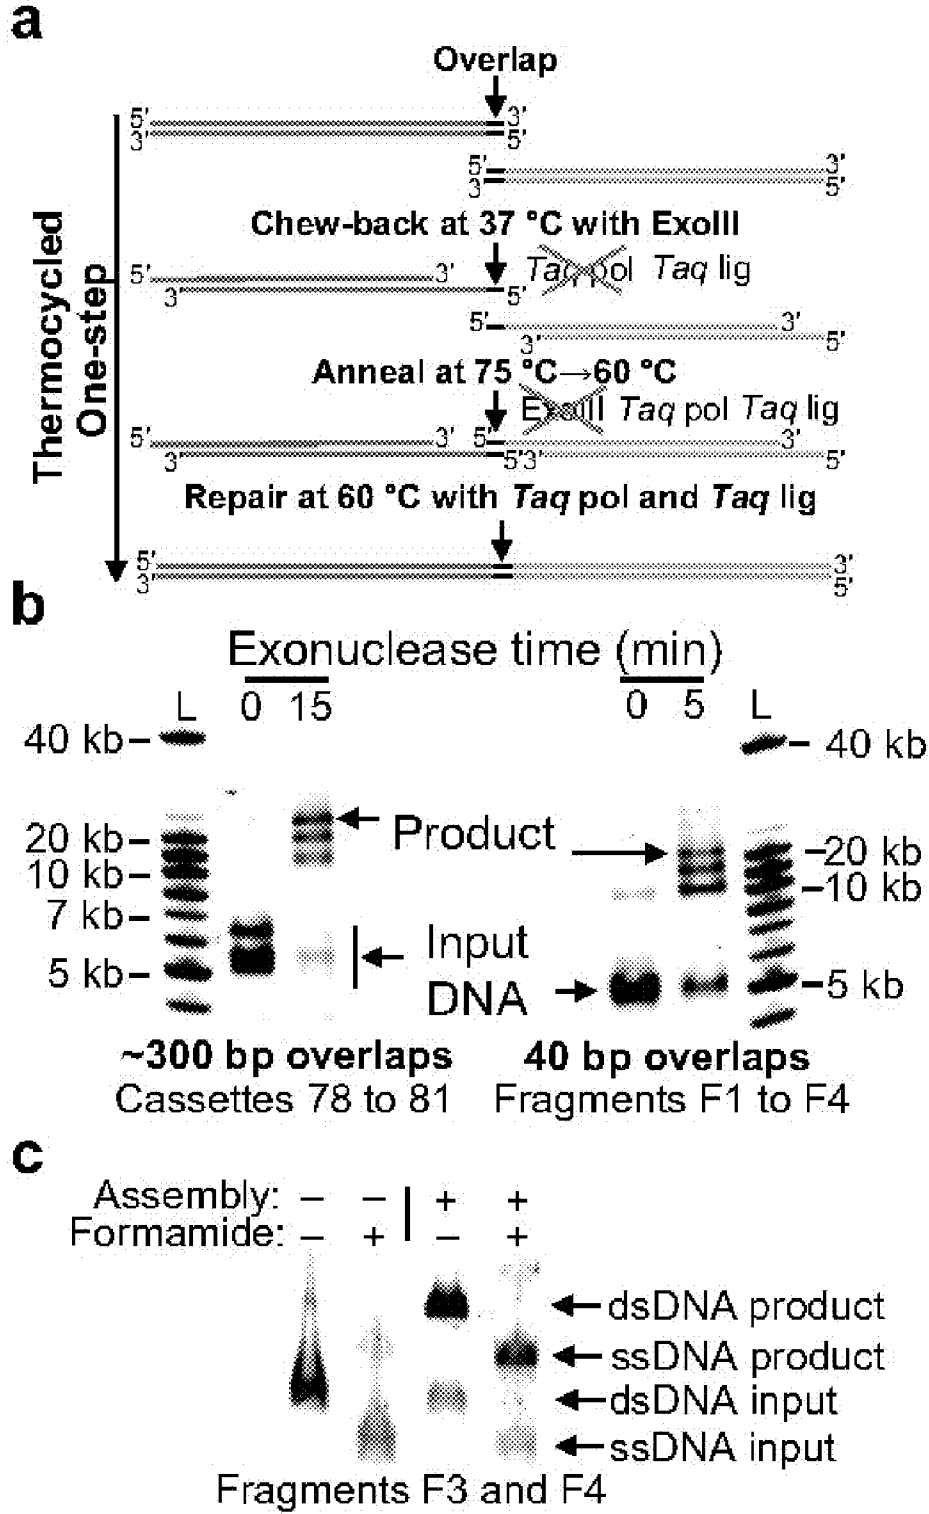 a
Overlap
5' 3'
3' 5'
5' 3'
3' 5'
Chew-back at 37 °C with ExoIII
Taq pol Taq lig
5' 3'
3' 5'
5' 3'
3' 5'
Anneal at 75 °C→60 °C
ExoIII Taq pol Taq lig
5' 3' 5' 3'
3' 5'3' 5'
Repair at 60 °C with Taq pol and Taq lig
5' 3'
3' 5'
Thermocycled
One-step
b
Exonuclease time (min)
L 0 15 0 5 L
40 kb 40 kb
20 kb Product 20 kb
10 kb 10 kb
7 kb Input
5 kb DNA 5 kb
~300 bp overlaps 40 bp overlaps
Cassettes 78 to 81 Fragments F1 to F4
c
Assembly: – – + +
Formamide: – + – +
dsDNA product
ssDNA product
dsDNA input
ssDNA input
Fragments F3 and F4